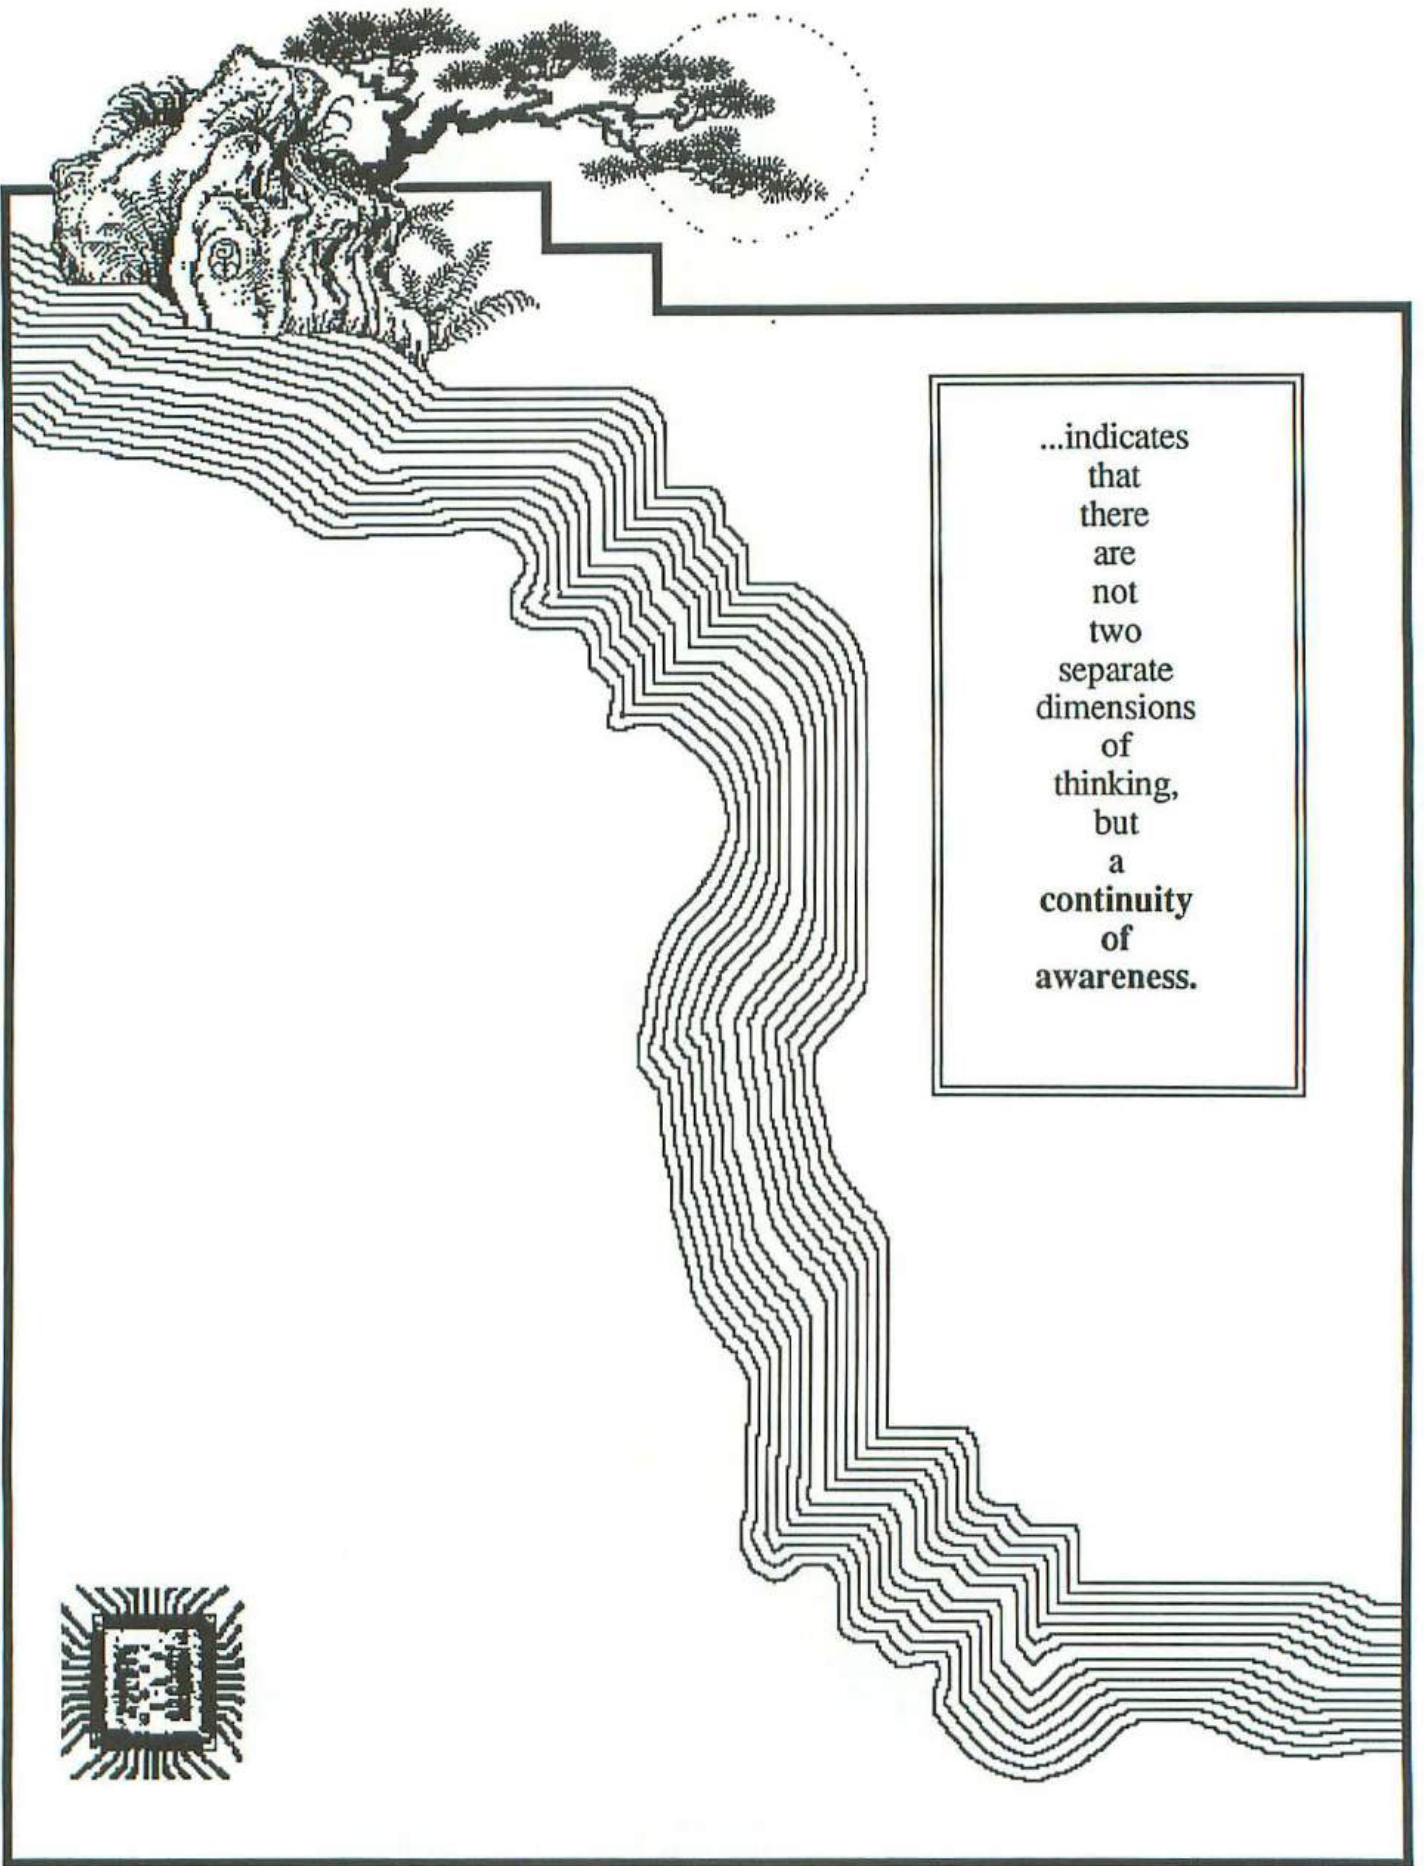 ...indicates
that
there
are
not
two
separate
dimensions
of
thinking,
but
a
continuity
of
awareness.